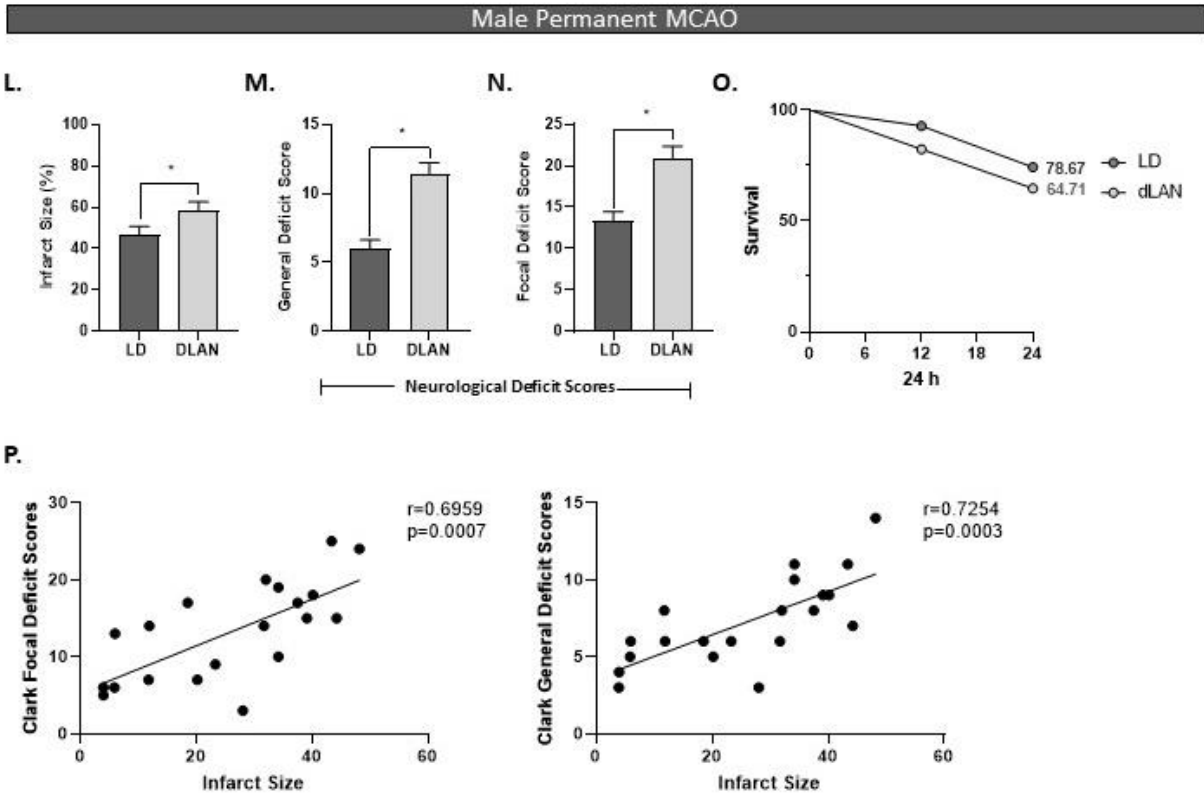 Male Permanent MCAO
L.
M.
N.
O.
Infarct Size (%)
100
80
60
40
20
0
LD
DLAN
*
General Deficit Score
15
10
5
0
LD
DLAN
*
Focal Deficit Score
25
20
15
10
5
0
LD
DLAN
*
Neurological Deficit Scores
Survival
100
50
0
0
6
12
18
24
24 h
78.67
64.71
LD
dLAN
P.
Clark Focal Deficit Scores
30
20
10
0
0
20
40
60
Infarct Size
r=0.6959
p=0.0007
Clark General Deficit Scores
15
10
5
0
0
20
40
60
Infarct Size
r=0.7254
p=0.0003